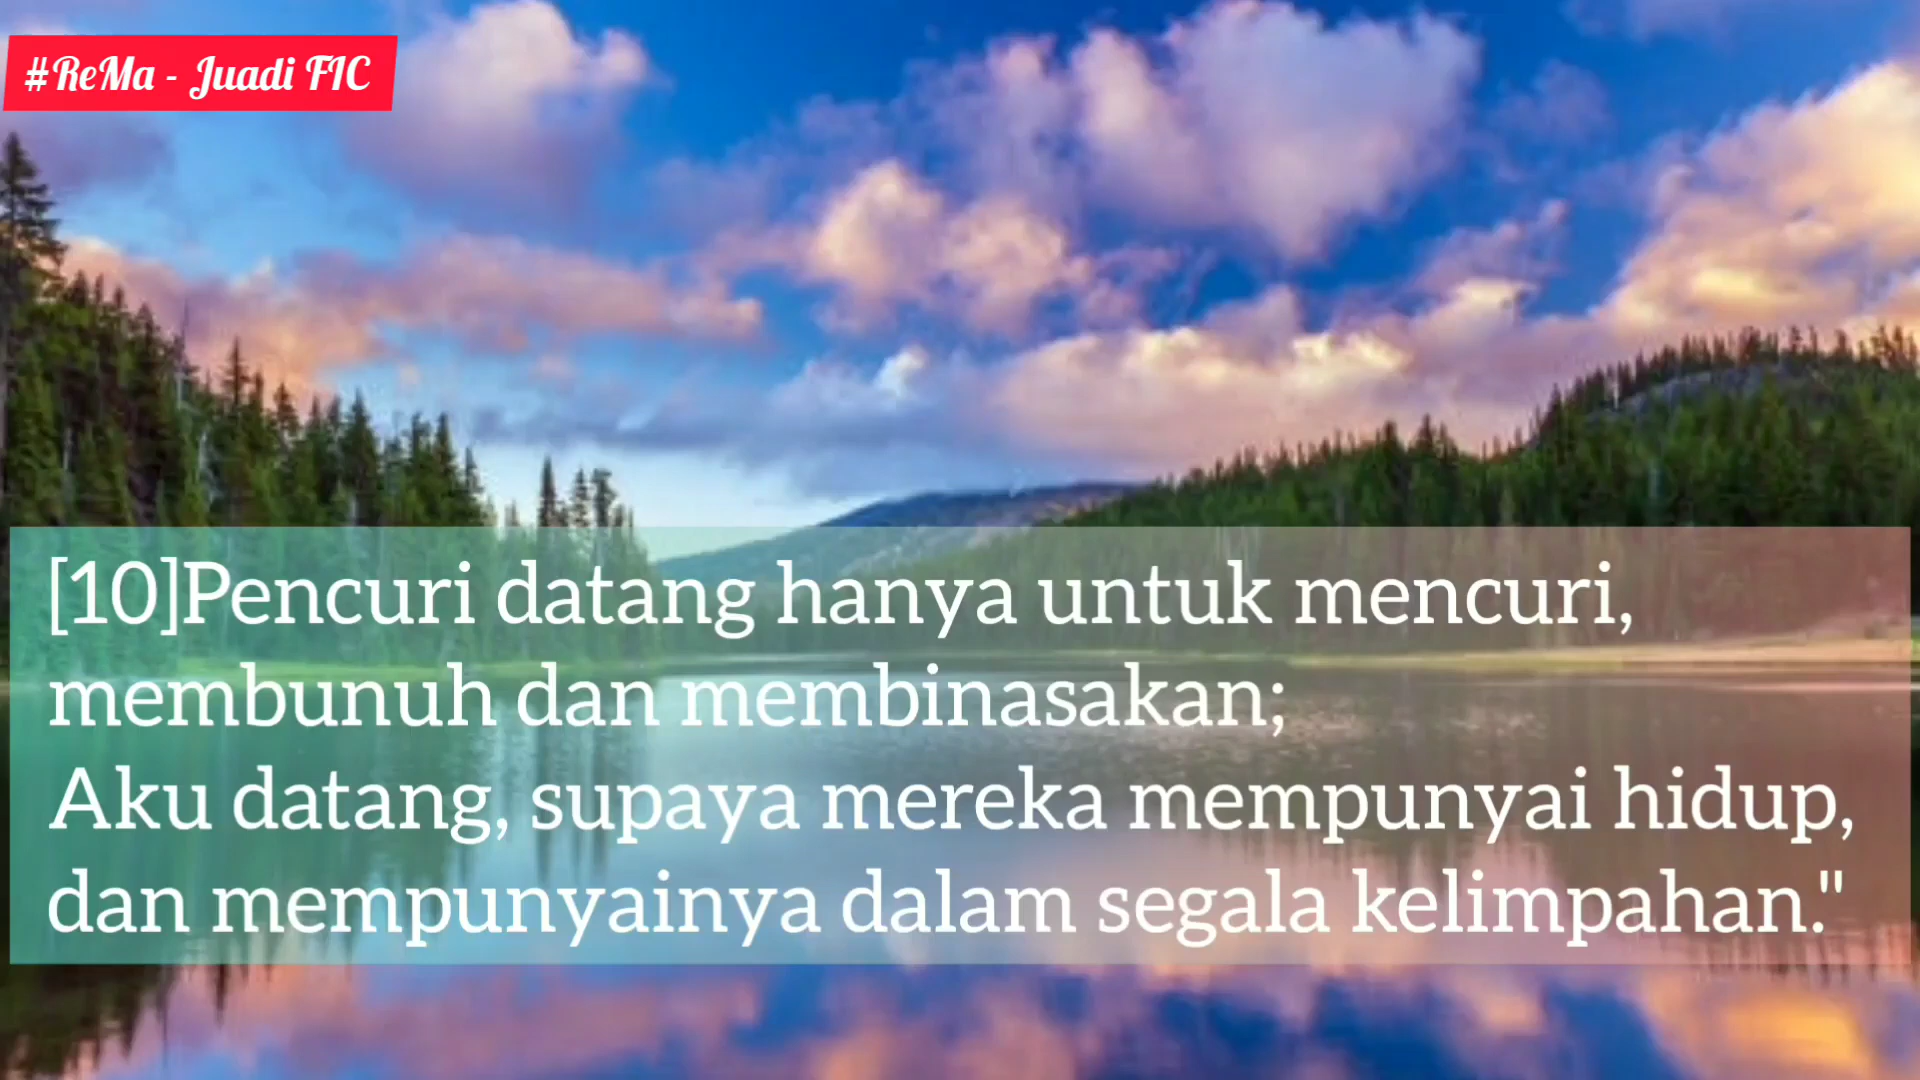 #ReMa - Juadi FIC
[10]Pencuri datang hanya untuk mencuri,
membunuh dan membinasakan;
Aku datang, supaya mereka mempunyai hidup,
dan mempunyainya dalam segala kelimpahan."